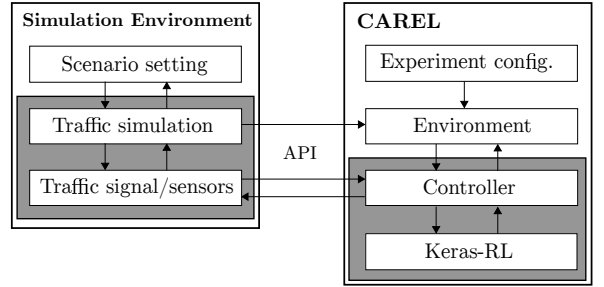 Simulation Environment
Scenario setting
Traffic simulation
Traffic signal/sensors
API
CAREL
Experiment config.
Environment
Controller
Keras-RL